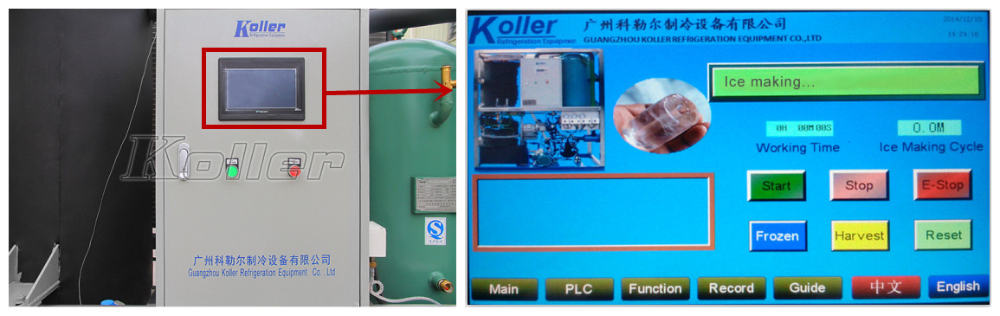 Koller
Refrigeration Equipment
Koller
广州科勒尔制冷设备有限公司
Guangzhou Koller Refrigeration Equipment Co. , Ltd
Koller
Refrigeration Equipment
广州科勒尔制冷设备有限公司
GUANGZHOU KOLLER REFRIGERATION EQUIPMENT CO.,LTD
2014/12/10
14:24:16
Ice making...
0H 00M 00S
0.0M
Working Time
Ice Making Cycle
Start
Stop
E-Stop
Frozen
Harvest
Reset
Main
PLC
Function
Record
Guide
中文
English